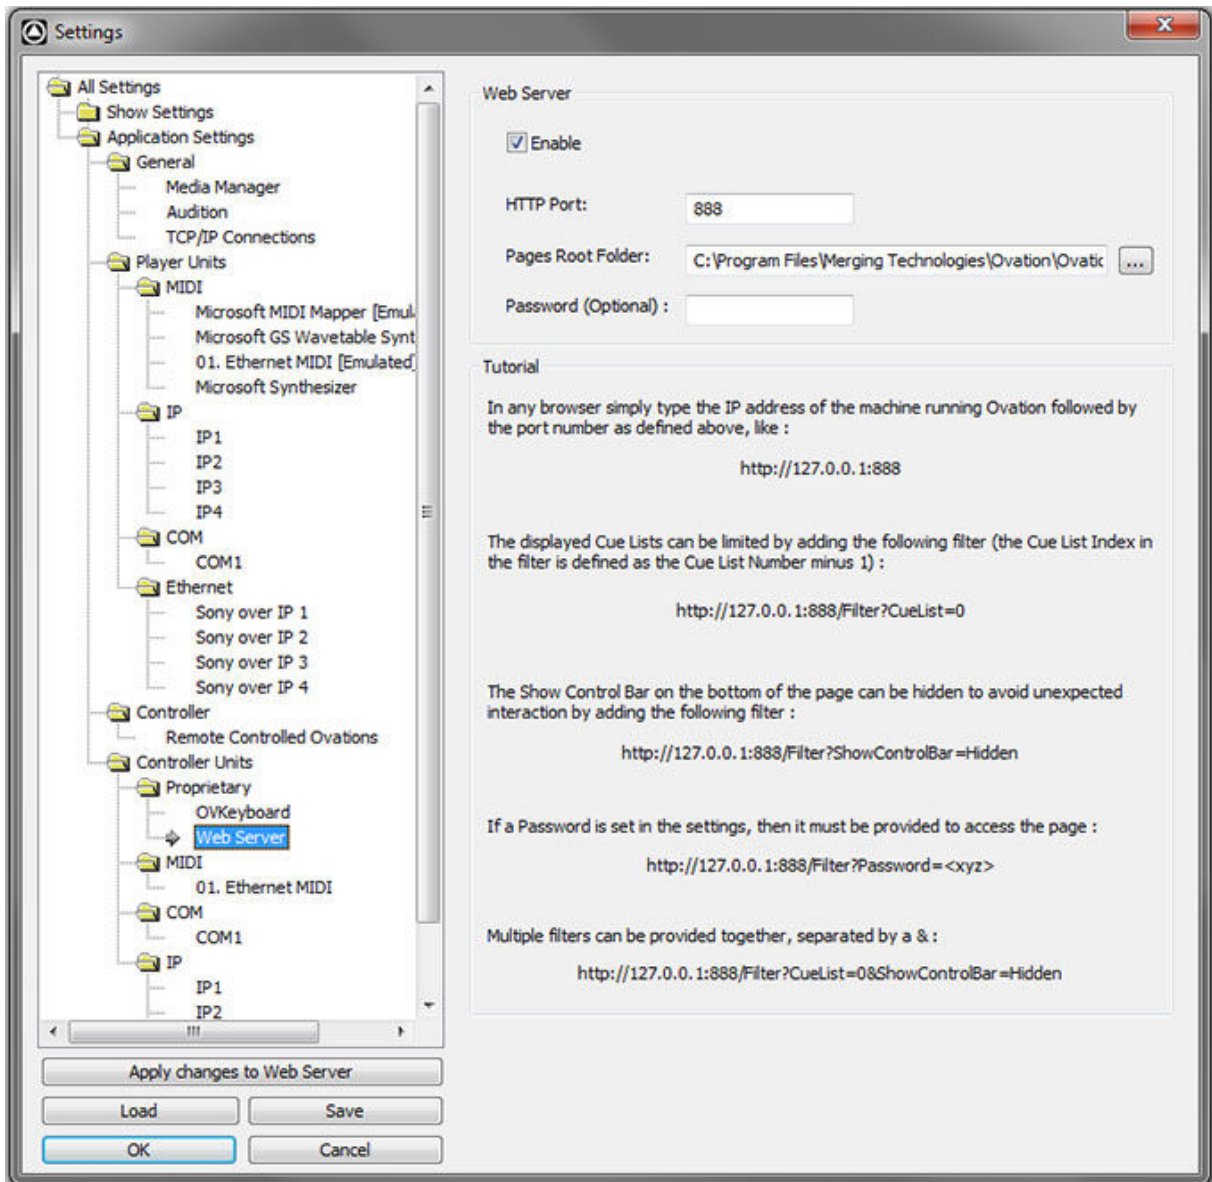 Settings
All Settings
Show Settings
Application Settings
General
Media Manager
Audition
TCP/IP Connections
Player Units
MIDI
Microsoft MIDI Mapper [Emul
Microsoft GS Wavetable Synt
01. Ethernet MIDI [Emulated]
Microsoft Synthesizer
IP
IP1
IP2
IP3
IP4
COM
COM1
Ethernet
Sony over IP 1
Sony over IP 2
Sony over IP 3
Sony over IP 4
Controller
Remote Controlled Ovations
Controller Units
Proprietary
OVKeyboard
Web Server
MIDI
01. Ethernet MIDI
COM
COM1
IP
IP1
IP2
Apply changes to Web Server
Load
Save
OK
Cancel
Web Server
Enable
HTTP Port:
888
Pages Root Folder:
C:\Program Files\Merging Technologies\Ovation\Ovatic
...
Password (Optional) :
Tutorial
In any browser simply type the IP address of the machine running Ovation followed by
the port number as defined above, like :
http://127.0.0.1:888
The displayed Cue Lists can be limited by adding the following filter (the Cue List Index in
the filter is defined as the Cue List Number minus 1) :
http://127.0.0.1:888/Filter?CueList=0
The Show Control Bar on the bottom of the page can be hidden to avoid unexpected
interaction by adding the following filter :
http://127.0.0.1:888/Filter?ShowControlBar=Hidden
If a Password is set in the settings, then it must be provided to access the page :
http://127.0.0.1:888/Filter?Password=<xyz>
Multiple filters can be provided together, separated by a & :
http://127.0.0.1:888/Filter?CueList=0&ShowControlBar=Hidden